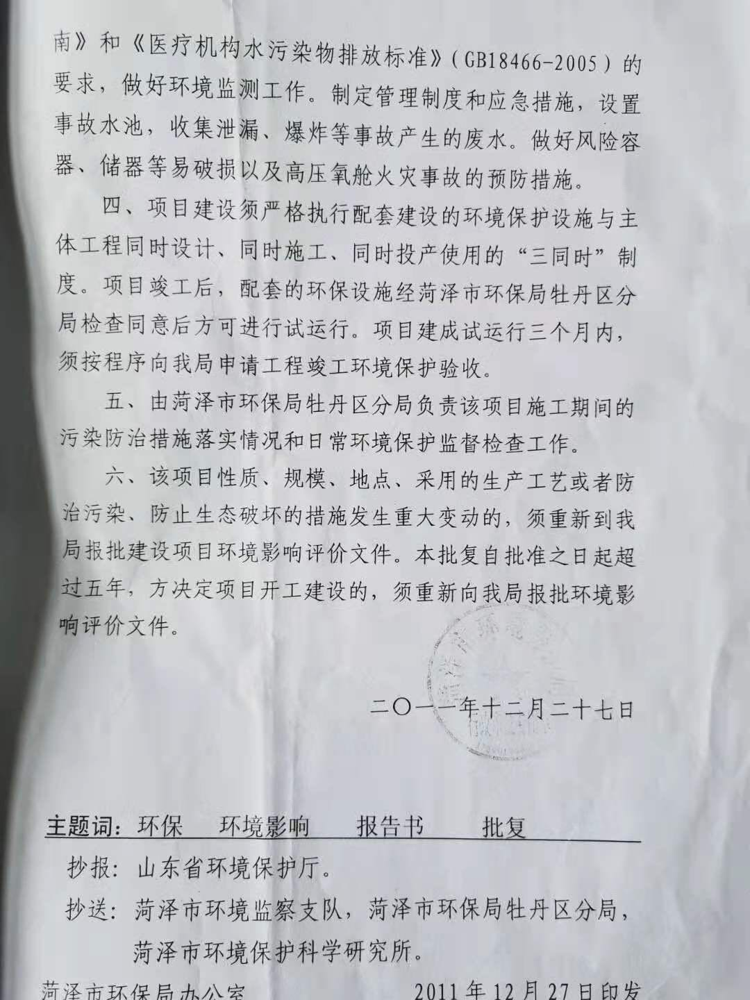 南》和《医疗机构水污染物排放标准》(GB18466-2005)的
要求，做好环境监测工作。制定管理制度和应急措施，设置
事故水池，收集泄漏、爆炸等事故产生的废水。做好风险容
器、储器等易破损以及高压氧舱火灾事故的预防措施。
四、项目建设须严格执行配套建设的环境保护设施与主
体工程同时设计、同时施工、同时投产使用的“三同时”制
度。项目竣工后，配套的环保设施经菏泽市环保局牡丹区分
局检查同意后方可进行试运行。项目建成试运行三个月内，
须按程序向我局申请工程竣工环境保护验收。
五、由菏泽市环保局牡丹区分局负责该项目施工期间的
污染防治措施落实情况和日常环境保护监督检查工作。
六、该项目性质、规模、地点、采用的生产工艺或者防
治污染、防止生态破坏的措施发生重大变动的，须重新到我
局报批建设项目环境影响评价文件。本批复自批准之日起超
过五年，方决定项目开工建设的，须重新向我局报批环境影
响评价文件。
二〇一一年十二月二十七日
主题词：环保 环境影响 报告书 批复
抄报：山东省环境保护厅。
抄送：菏泽市环境监察支队，菏泽市环保局牡丹区分局，
菏泽市环境保护科学研究所。
菏泽市环保局办公室 2011年12月27日印发